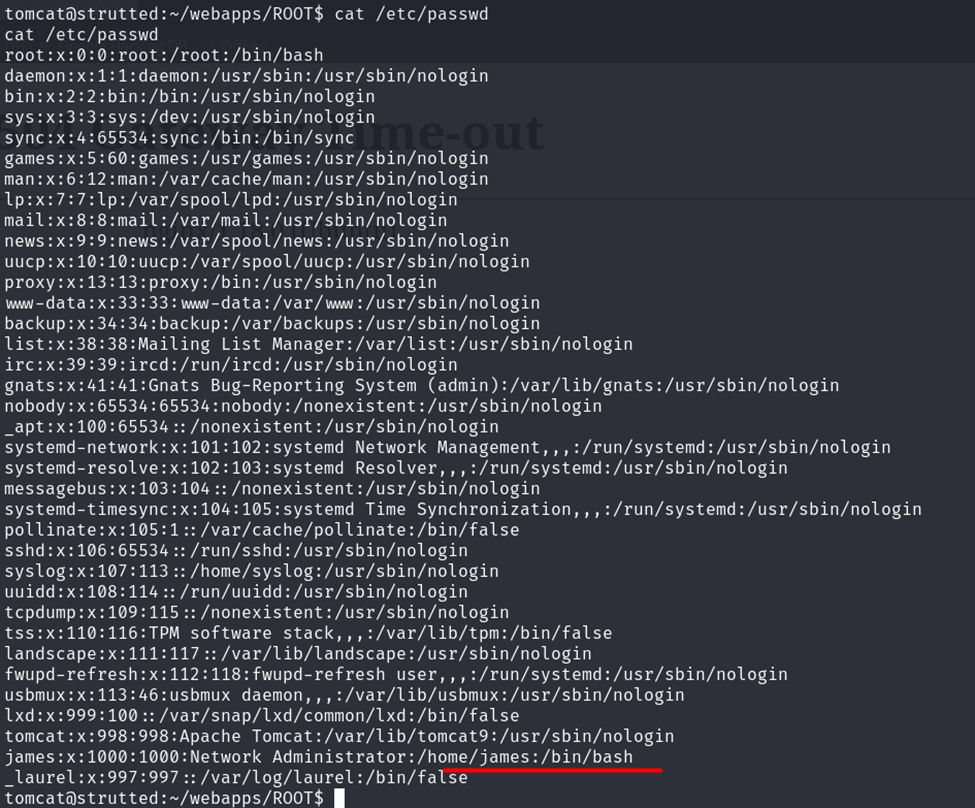 tomcat@strutted:~/webapps/ROOT$ cat /etc/passwd
cat /etc/passwd
root:x:0:0:root:/root:/bin/bash
daemon:x:1:1:daemon:/usr/sbin:/usr/sbin/nologin
bin:x:2:2:bin:/bin:/usr/sbin/nologin
sys:x:3:3:sys:/dev:/usr/sbin/nologin
sync:x:4:65534:sync:/bin:/bin/sync
games:x:5:60:games:/usr/games:/usr/sbin/nologin
man:x:6:12:man:/var/cache/man:/usr/sbin/nologin
lp:x:7:7:lp:/var/spool/lpd:/usr/sbin/nologin
mail:x:8:8:mail:/var/mail:/usr/sbin/nologin
news:x:9:9:news:/var/spool/news:/usr/sbin/nologin
uucp:x:10:10:uucp:/var/spool/uucp:/usr/sbin/nologin
proxy:x:13:13:proxy:/bin:/usr/sbin/nologin
www-data:x:33:33:www-data:/var/www:/usr/sbin/nologin
backup:x:34:34:backup:/var/backups:/usr/sbin/nologin
list:x:38:38:Mailing List Manager:/var/list:/usr/sbin/nologin
irc:x:39:39:ircd:/run/ircd:/usr/sbin/nologin
gnats:x:41:41:Gnats Bug-Reporting System (admin):/var/lib/gnats:/usr/sbin/nologin
nobody:x:65534:65534:nobody:/nonexistent:/usr/sbin/nologin
_apt:x:100:65534::/nonexistent:/usr/sbin/nologin
systemd-network:x:101:102:systemd Network Management,,,:/run/systemd:/usr/sbin/nologin
systemd-resolve:x:102:103:systemd Resolver,,,:/run/systemd:/usr/sbin/nologin
messagebus:x:103:104::/nonexistent:/usr/sbin/nologin
systemd-timesync:x:104:105:systemd Time Synchronization,,,:/run/systemd:/usr/sbin/nologin
pollinate:x:105:1::/var/cache/pollinate:/bin/false
sshd:x:106:65534::/run/sshd:/usr/sbin/nologin
syslog:x:107:113::/home/syslog:/usr/sbin/nologin
uuidd:x:108:114::/run/uuidd:/usr/sbin/nologin
tcpdump:x:109:115::/nonexistent:/usr/sbin/nologin
tss:x:110:116:TPM software stack,,,:/var/lib/tpm:/bin/false
landscape:x:111:117::/var/lib/landscape:/usr/sbin/nologin
fwupd-refresh:x:112:118:fwupd-refresh user,,,:/run/systemd:/usr/sbin/nologin
usbmux:x:113:46:usbmux daemon,,,:/var/lib/usbmux:/usr/sbin/nologin
lxd:x:999:100::/var/snap/lxd/common/lxd:/bin/false
tomcat:x:998:998:Apache Tomcat:/var/lib/tomcat9:/usr/sbin/nologin
james:x:1000:1000:Network Administrator:/home/james:/bin/bash
_laurel:x:997:997::/var/log/laurel:/bin/false
tomcat@strutted:~/webapps/ROOT$